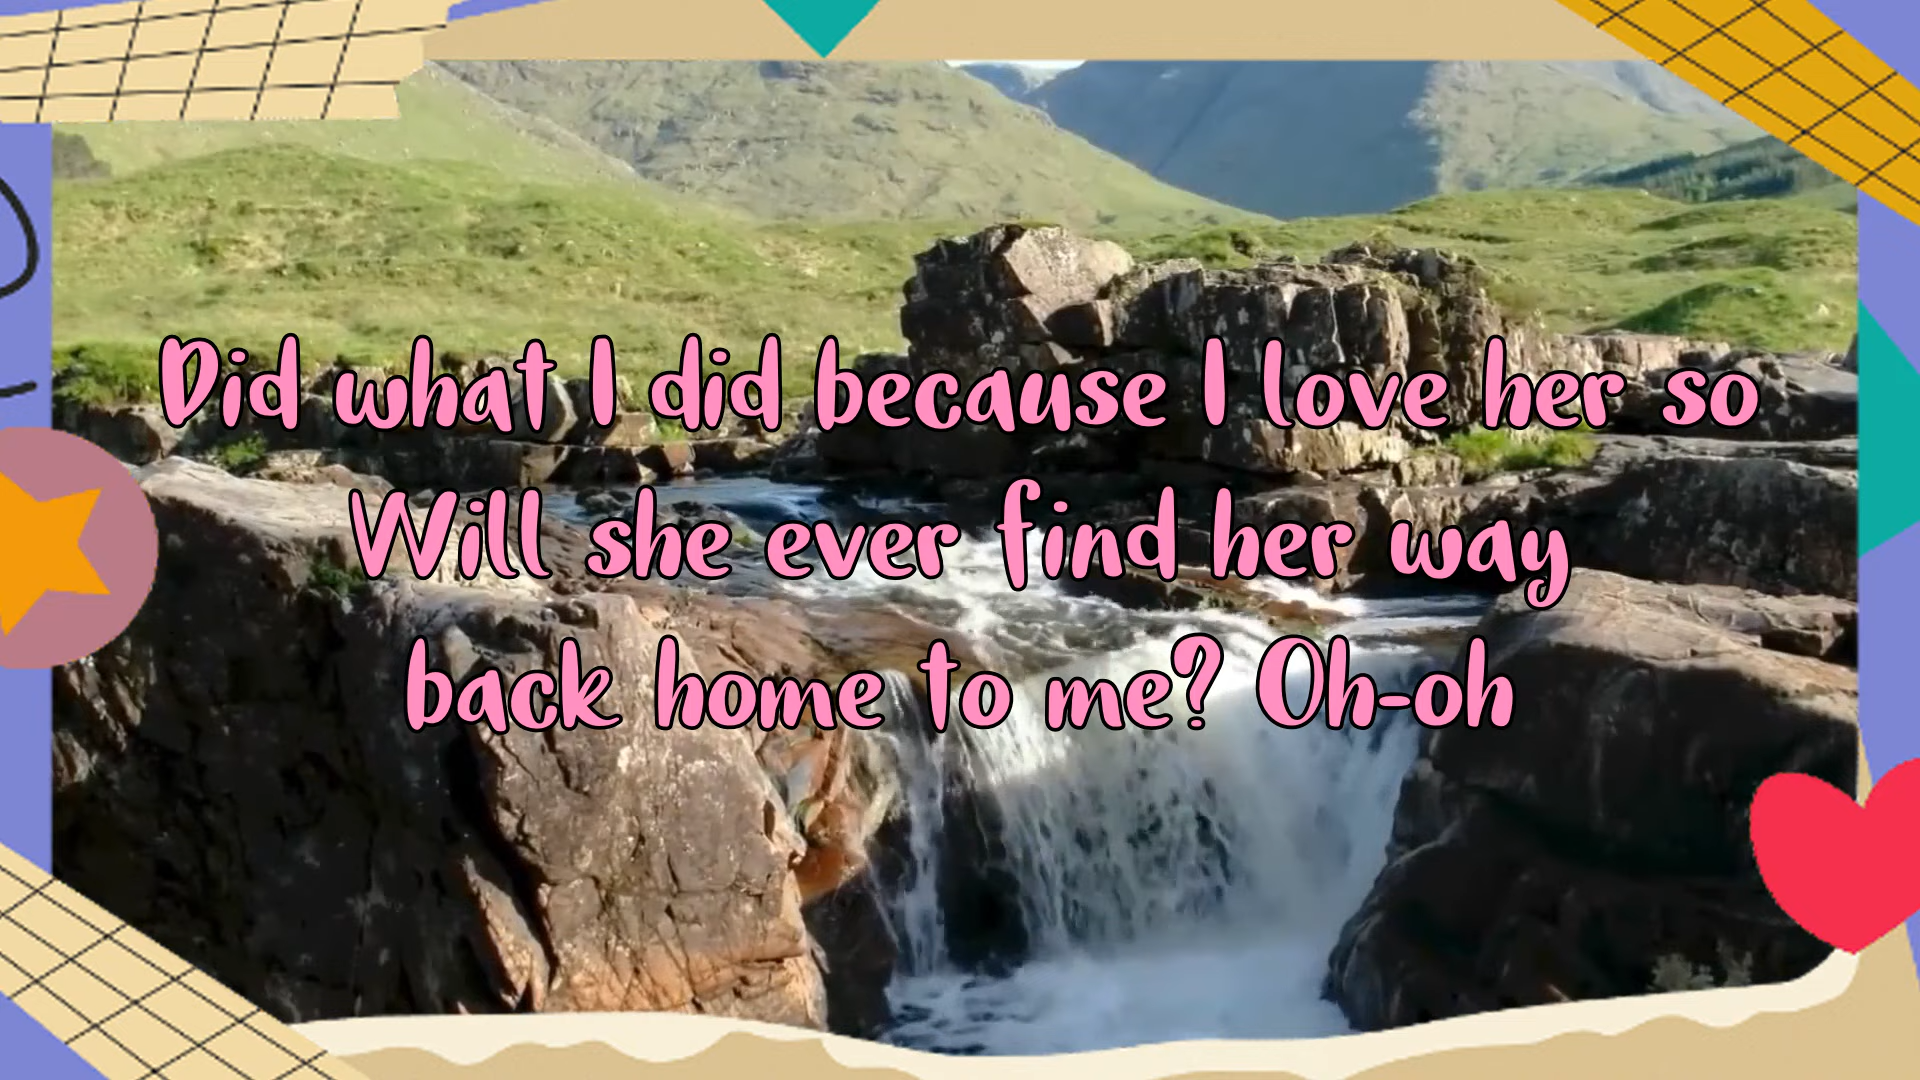 Did what I did because I love her so
Will she ever find her way
back home to me? Oh-oh